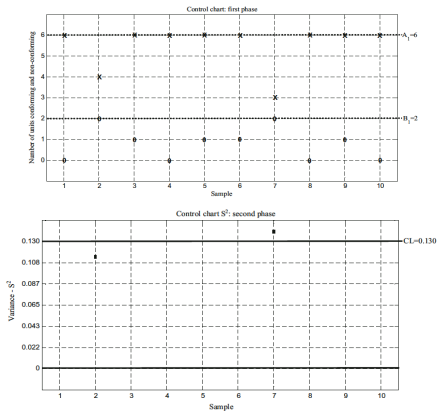 Control chart: first phase
Number of units conforming and non-conforming
6
5
4
3
2
1
0
A₁=6
B₁=2
1 2 3 4 5 6 7 8 9 10
Sample
Control chart S²: second phase
Variance - S²
0.130
0.108
0.087
0.065
0.043
0.022
0
CL=0.130
1 2 3 4 5 6 7 8 9 10
Sample